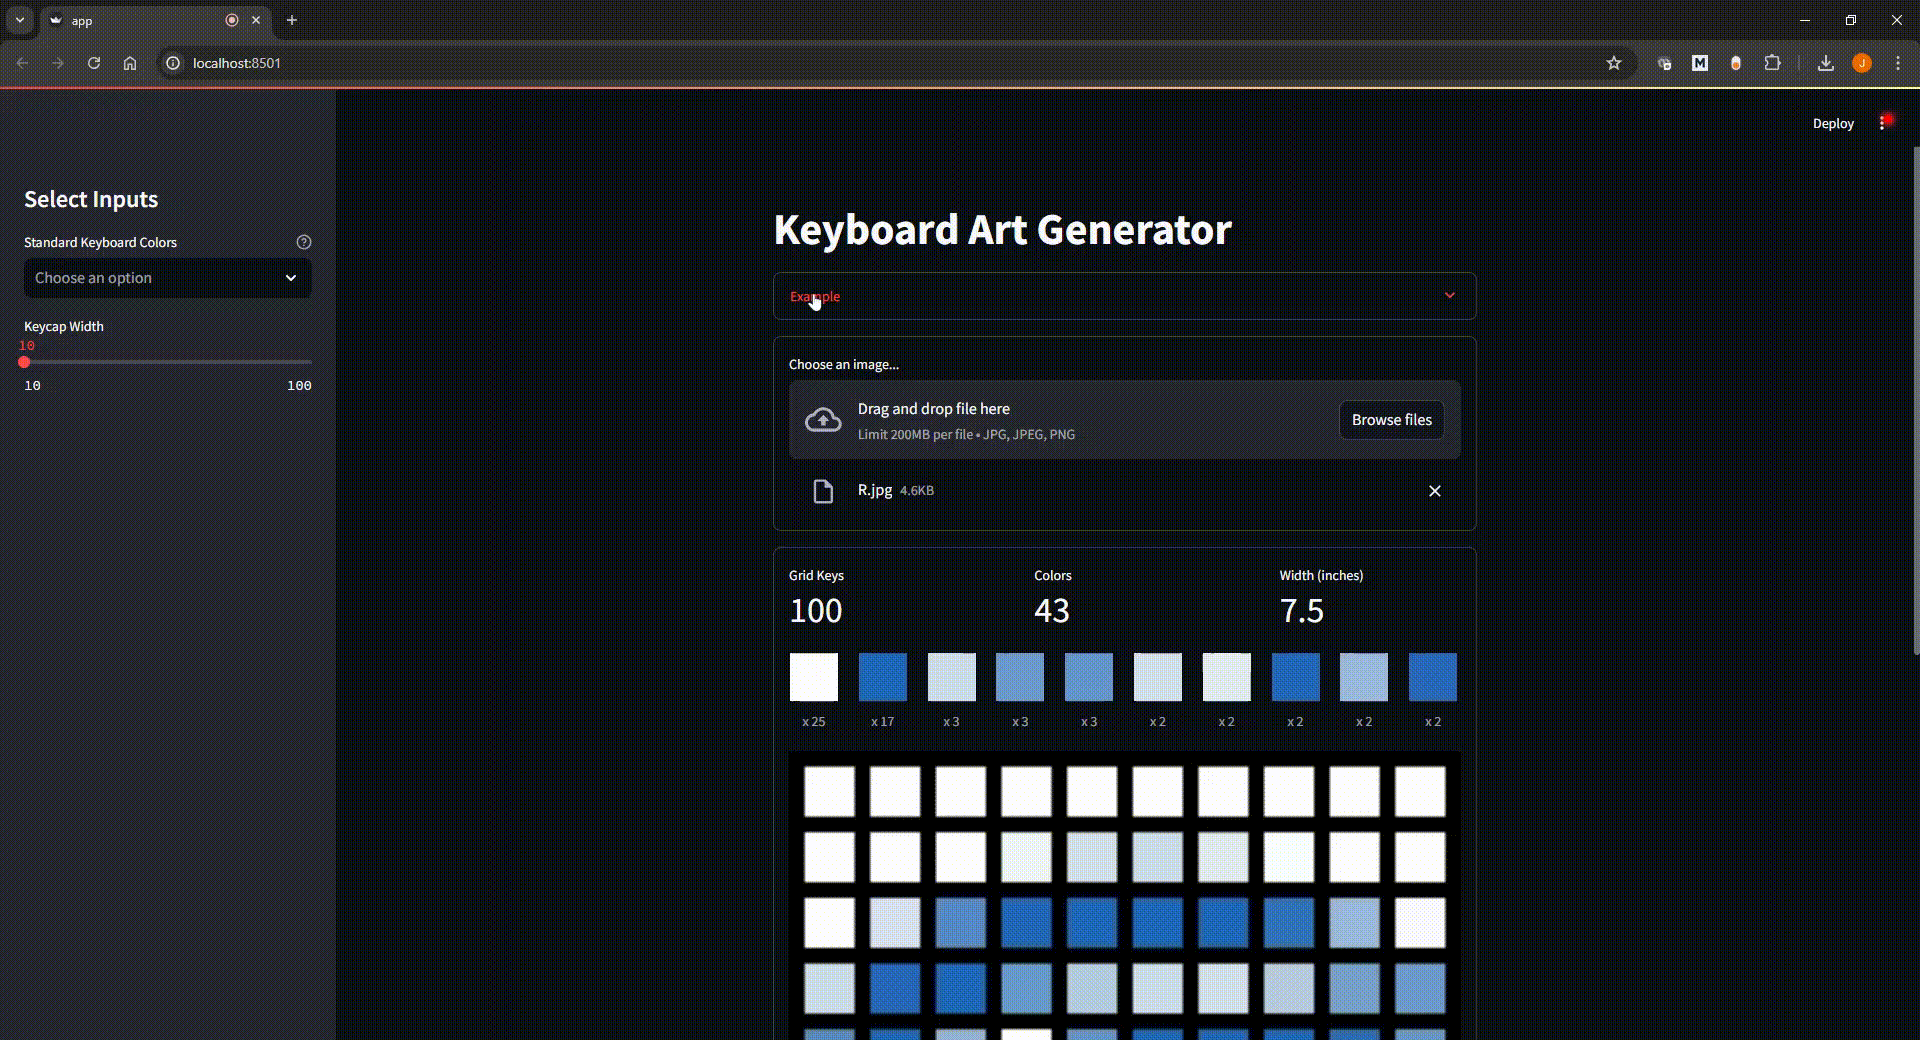 app
localhost:8501
M
J
Deploy
Select Inputs
Standard Keyboard Colors
Choose an option
Keycap Width
10
10 100
Keyboard Art Generator
Example
Choose an image...
Drag and drop file here
Limit 200MB per file • JPG, JPEG, PNG
Browse files
R.jpg 4.6KB
Grid Keys Colors Width (inches)
100 43 7.5
x 25 x 17 x 3 x 3 x 3 x 2 x 2 x 2 x 2 x 2